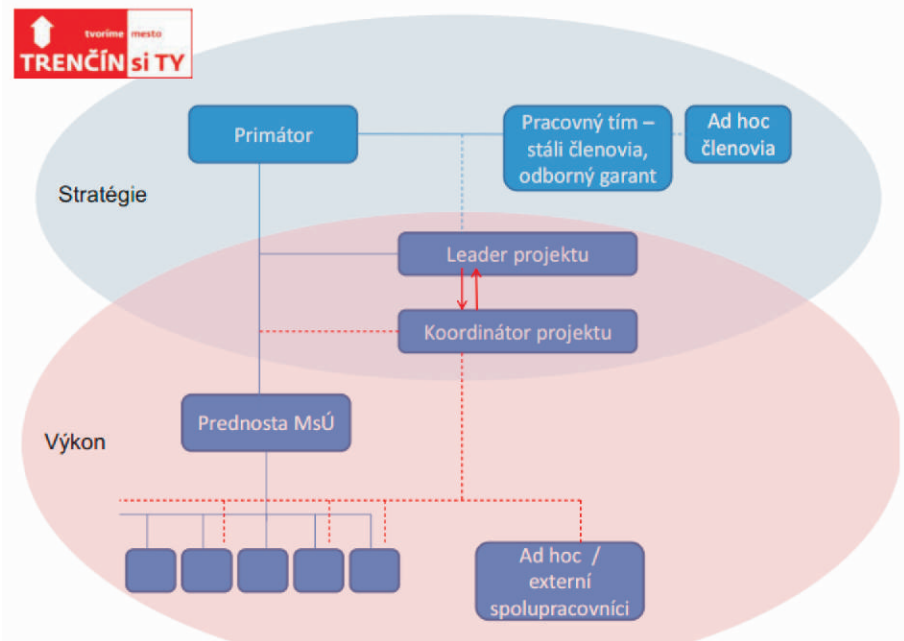 tvoríme mesto
TRENČÍN si TY
Primátor
Pracovný tím –
stáli členovia,
odborný garant
Ad hoc
členovia
Stratégie
Leader projektu
Koordinátor projektu
Prednosta MsÚ
Výkon
Ad hoc /
externí
spolupracovníci